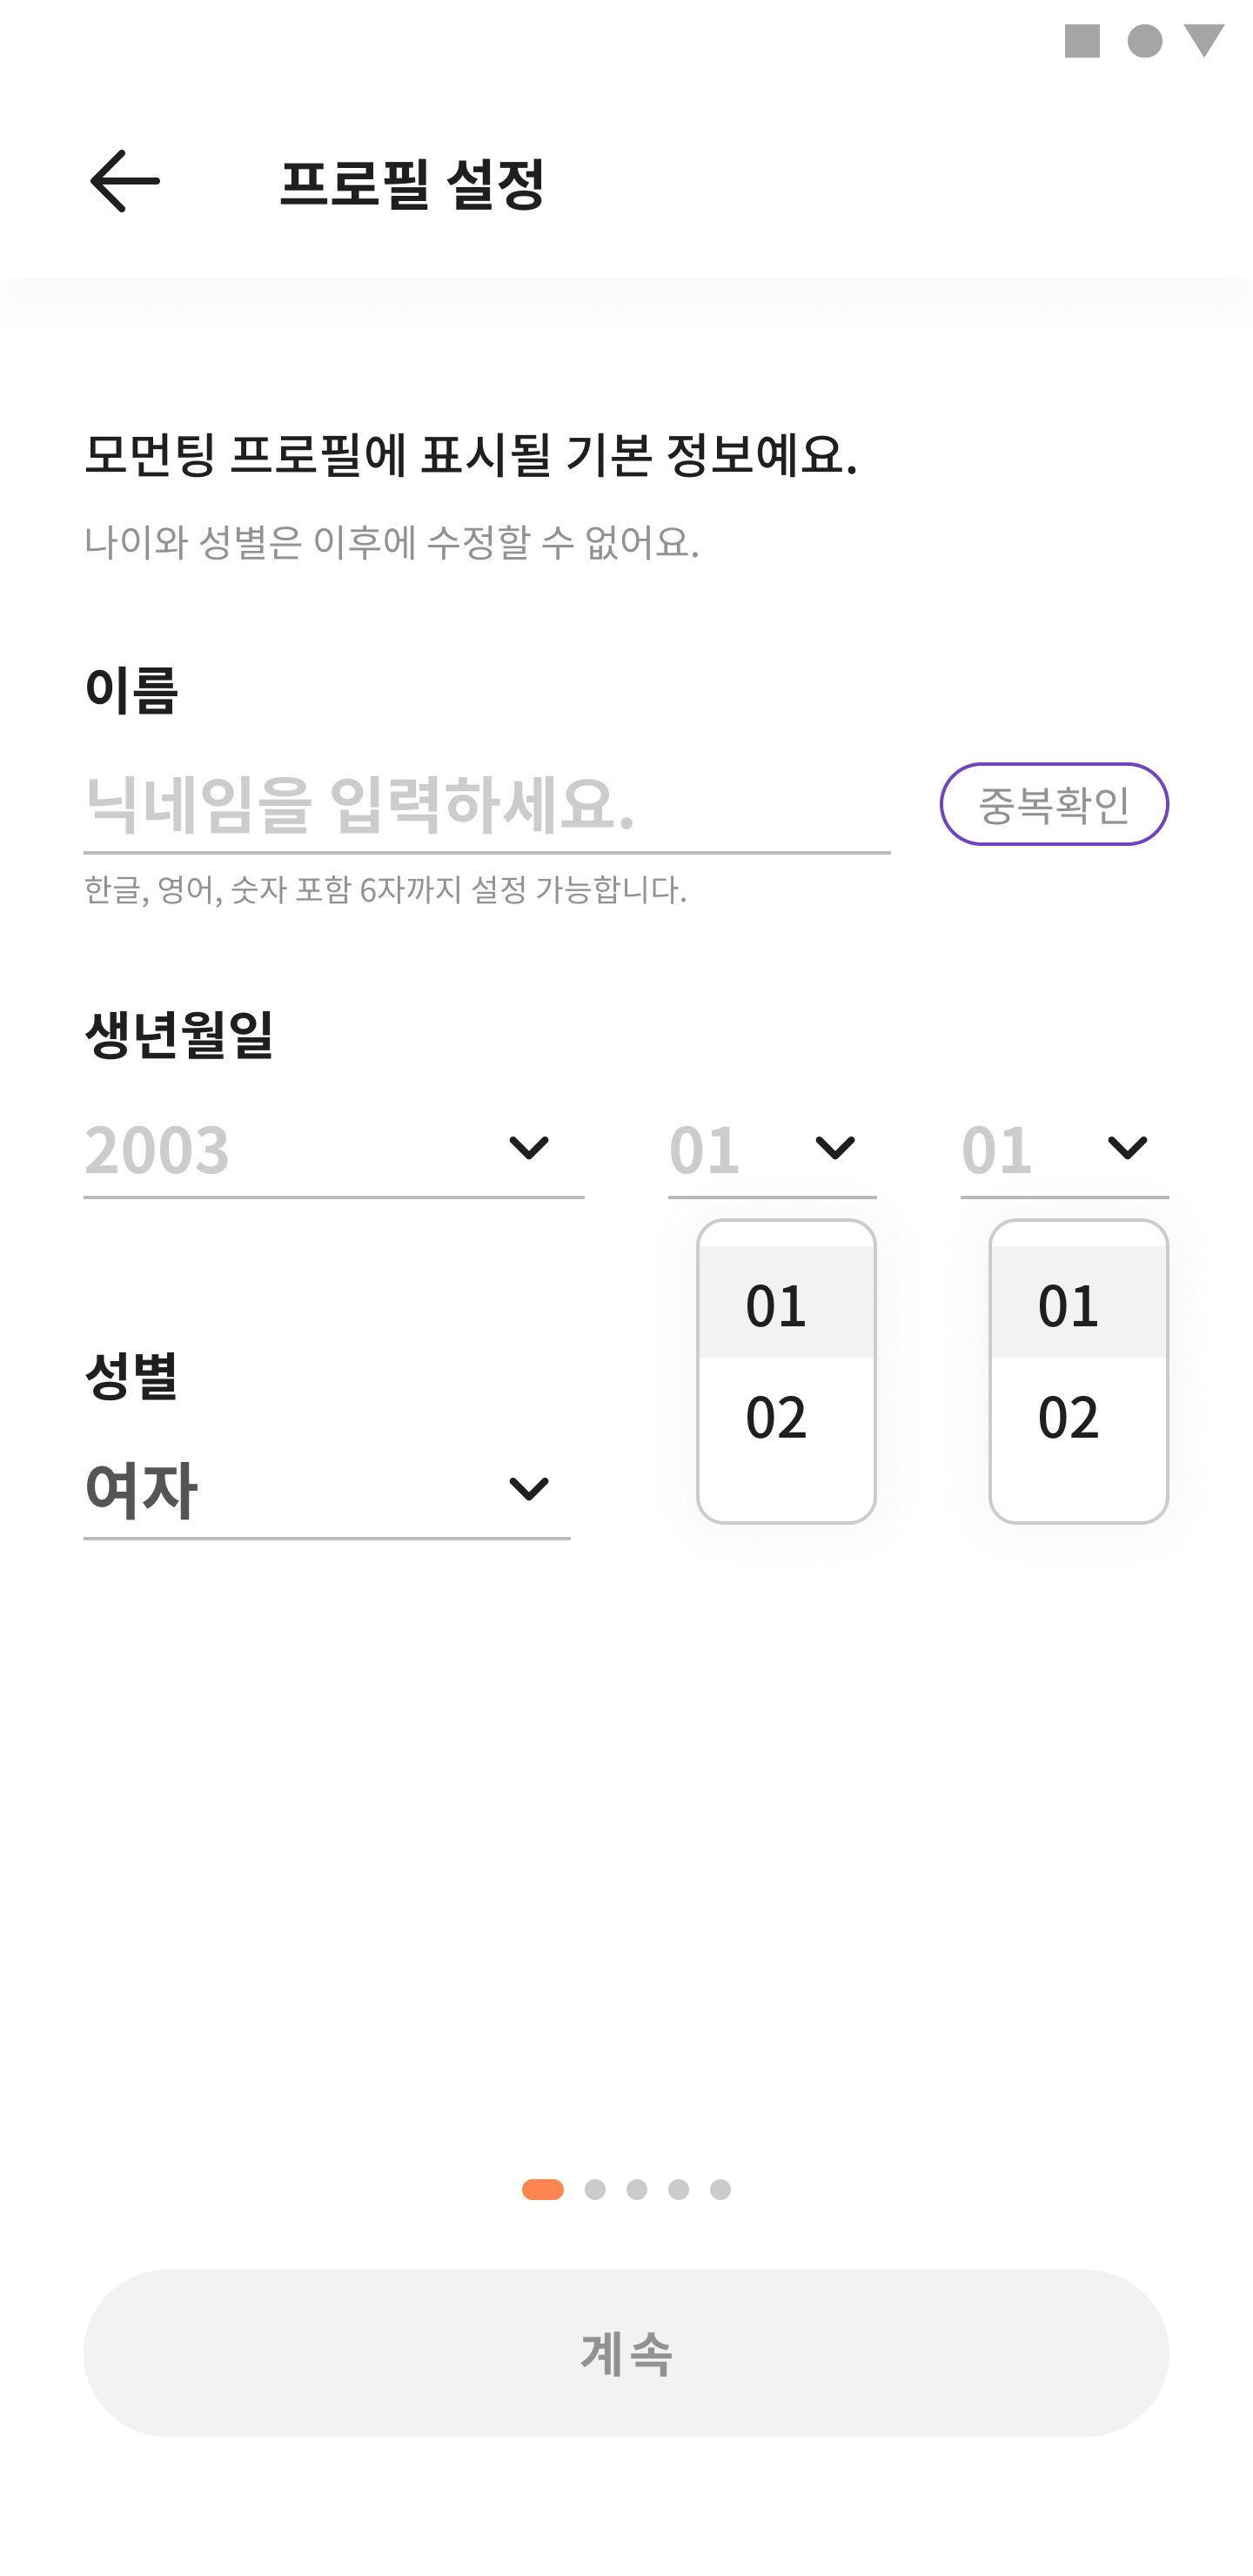 프로필 설정
모먼팅 프로필에 표시될 기본 정보예요.
나이와 성별은 이후에 수정할 수 없어요.
이름
닉네임을 입력하세요.
중복확인
한글, 영어, 숫자 포함 6자까지 설정 가능합니다.
생년월일
2003 01 01
01 01
02 02
성별
여자
계속